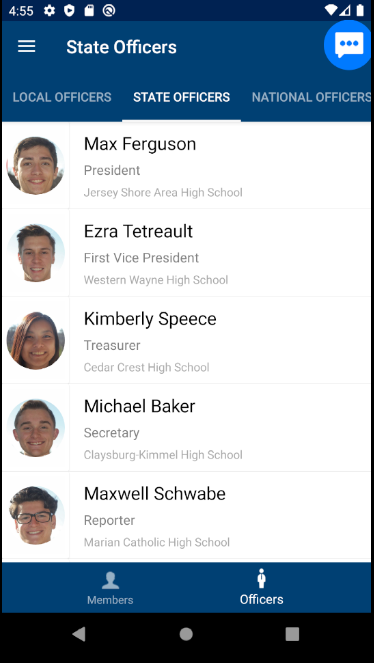 4:55
State Officers
LOCAL OFFICERS STATE OFFICERS NATIONAL OFFICERS
Max Ferguson
President
Jersey Shore Area High School
Ezra Tetreault
First Vice President
Western Wayne High School
Kimberly Speece
Treasurer
Cedar Crest High School
Michael Baker
Secretary
Claysburg-Kimmel High School
Maxwell Schwabe
Reporter
Marian Catholic High School
Members Officers